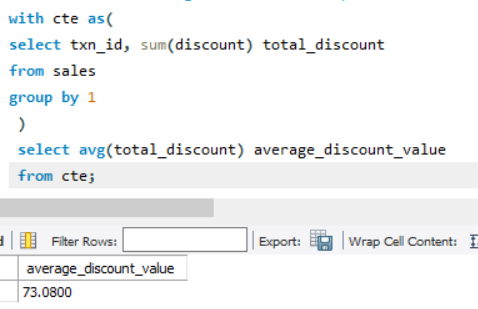 with cte as(
select txn_id, sum(discount) total_discount
from sales
group by 1
)
select avg(total_discount) average_discount_value
from cte;
Filter Rows: Export: Wrap Cell Content:
average_discount_value
73.0800